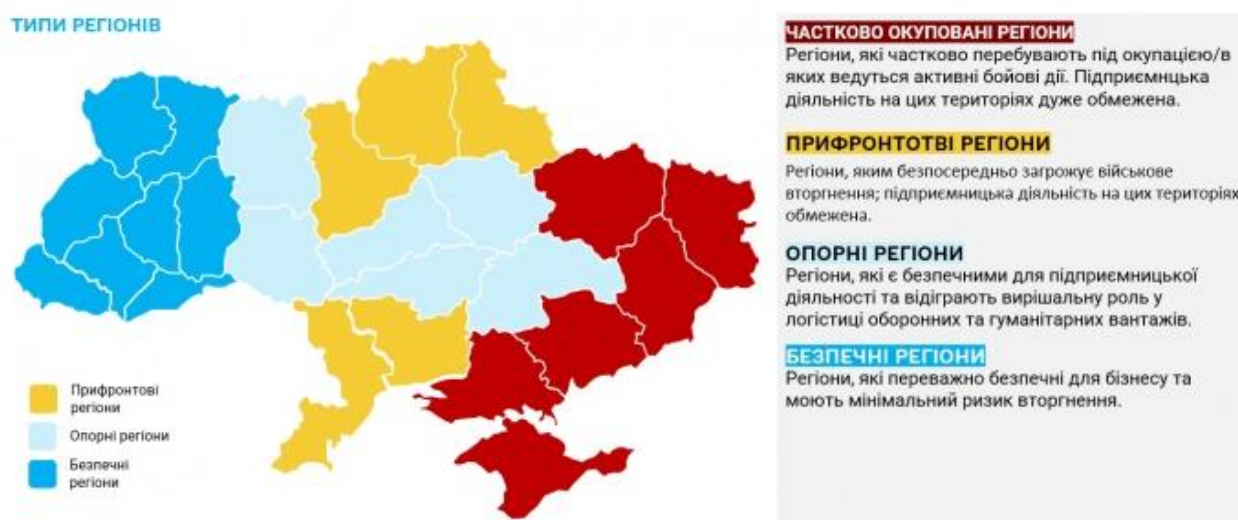 ТИПИ РЕГІОНІВ
Прифронтові
регіони
Опорні регіони
Безпечні
регіони
ЧАСТКОВО ОКУПОВАНІ РЕГІОНИ
Регіони, які частково перебувають під окупацією/в
яких ведуться активні бойові дії. Підприємнцька
діяльність на цих територіях дуже обмежена.
ПРИФРОНТОТВІ РЕГІОНИ
Регіони, яким безпосередньо загрожує військове
вторгнення; підприємницька діяльність на цих територіях
обмежена.
ОПОРНІ РЕГІОНИ
Регіони, які є безпечними для підприємницької
діяльності та відіграють вирішальну роль у
логістиці оборонних та гуманітарних вантажів.
БЕЗПЕЧНІ РЕГІОНИ
Регіони, які переважно безпечні для бізнесу та
моють мінімальний ризик вторгнення.